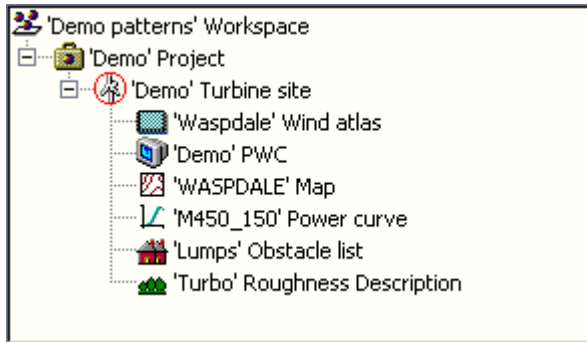 'Demo patterns' Workspace
'Demo' Project
'Demo' Turbine site
'Waspdale' Wind atlas
'Demo' PWC
'WASPDALE' Map
'M450_150' Power curve
'Lumps' Obstacle list
'Turbo' Roughness Description